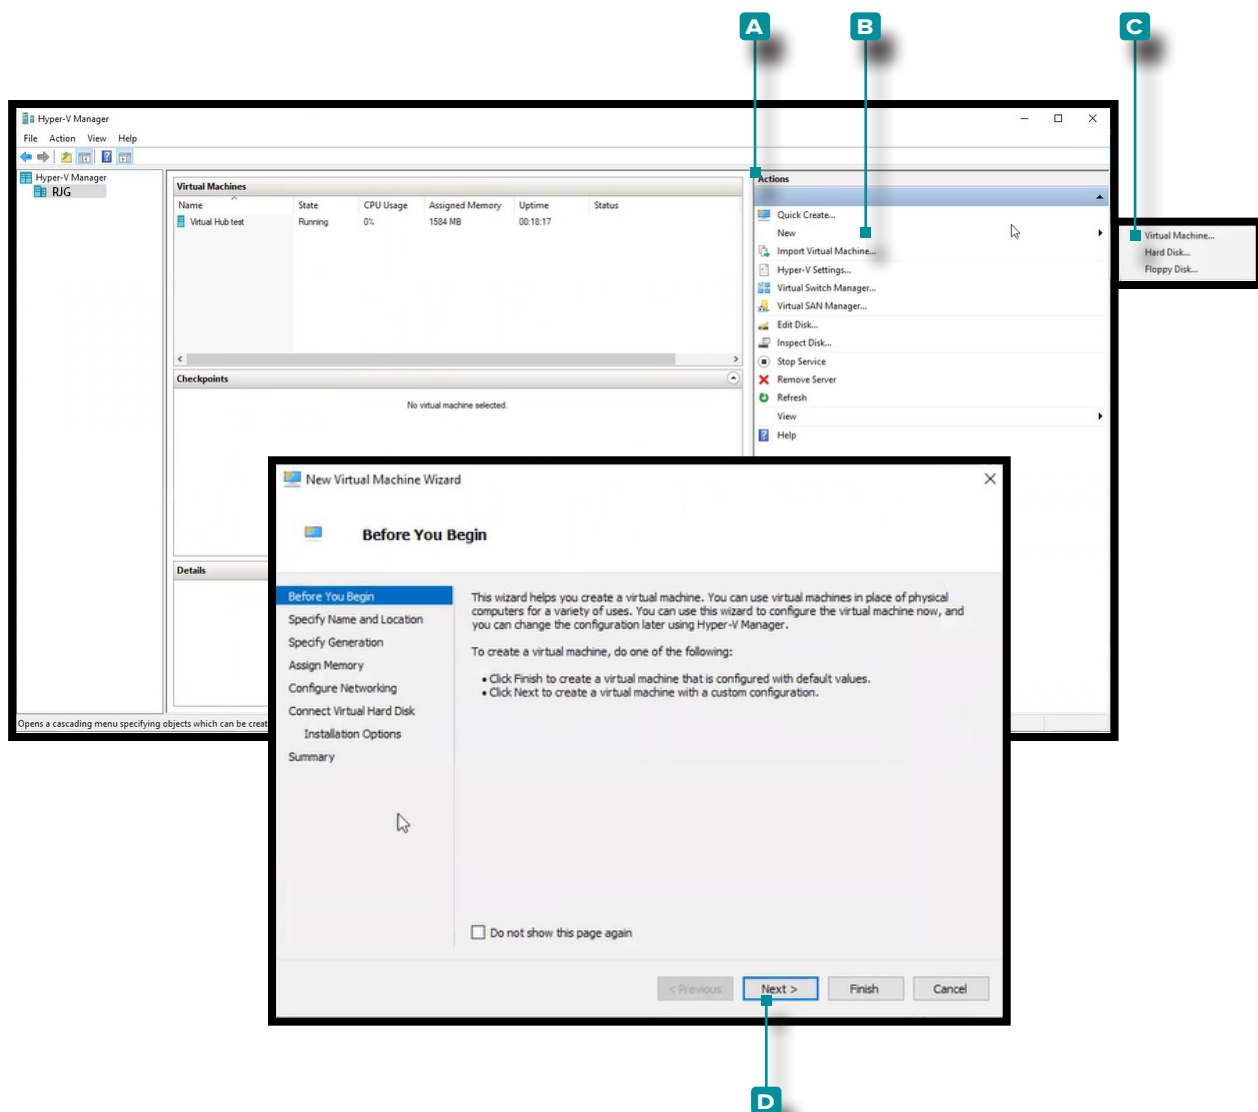 A
B
C
Hyper-V Manager
File Action View Help
Hyper-V Manager
RJG
Virtual Machines
Name State CPU Usage Assigned Memory Uptime Status
Virtual Hub test Running 0% 1584 MB 00:18:17
Checkpoints
No virtual machine selected.
Details
Actions
Quick Create...
New
Import Virtual Machine...
Hyper-V Settings...
Virtual Switch Manager...
Virtual SAN Manager...
Edit Disk...
Inspect Disk...
Stop Service
Remove Server
Refresh
View
Help
Virtual Machine...
Hard Disk...
Floppy Disk...
Opens a cascading menu specifying objects which can be creat
New Virtual Machine Wizard
Before You Begin
Before You Begin
Specify Name and Location
Specify Generation
Assign Memory
Configure Networking
Connect Virtual Hard Disk
Installation Options
Summary
This wizard helps you create a virtual machine. You can use virtual machines in place of physical
computers for a variety of uses. You can use this wizard to configure the virtual machine now, and
you can change the configuration later using Hyper-V Manager.
To create a virtual machine, do one of the following:
• Click Finish to create a virtual machine that is configured with default values.
• Click Next to create a virtual machine with a custom configuration.
Do not show this page again
< Previous Next > Finish Cancel
D